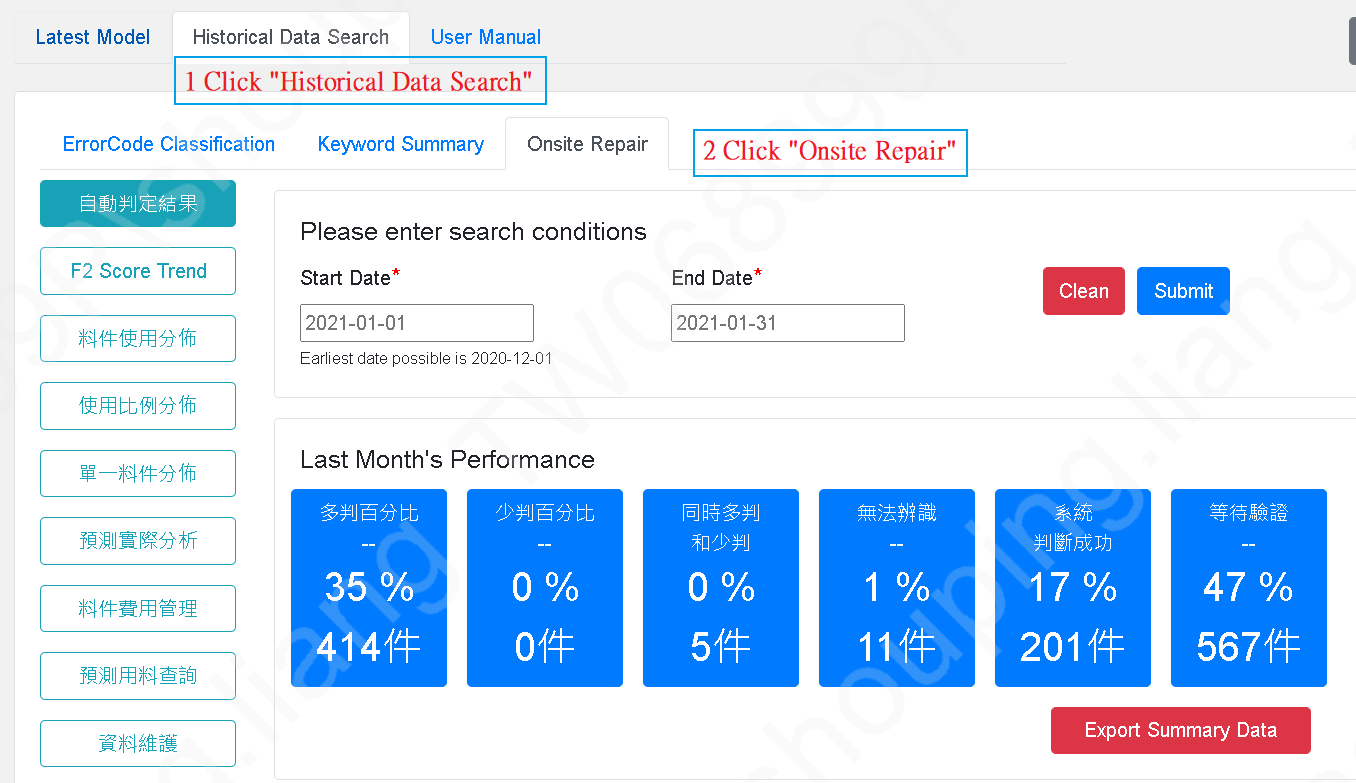 Latest Model
Historical Data Search
User Manual
1 Click "Historical Data Search"
ErrorCode Classification
Keyword Summary
Onsite Repair
2 Click "Onsite Repair"
自動判定結果
F2 Score Trend
料件使用分佈
使用比例分佈
單一料件分佈
預測實際分析
料件費用管理
預測用料查詢
資料維護
Please enter search conditions
Start Date*
End Date*
Clean
Submit
2021-01-01
2021-01-31
Earliest date possible is 2020-12-01
Last Month's Performance
多判百分比
--
35 %
414件
少判百分比
--
0 %
0件
同時多判
和少判
0 %
5件
無法辨識
--
1 %
11件
系統
判斷成功
17 %
201件
等待驗證
--
47 %
567件
Export Summary Data